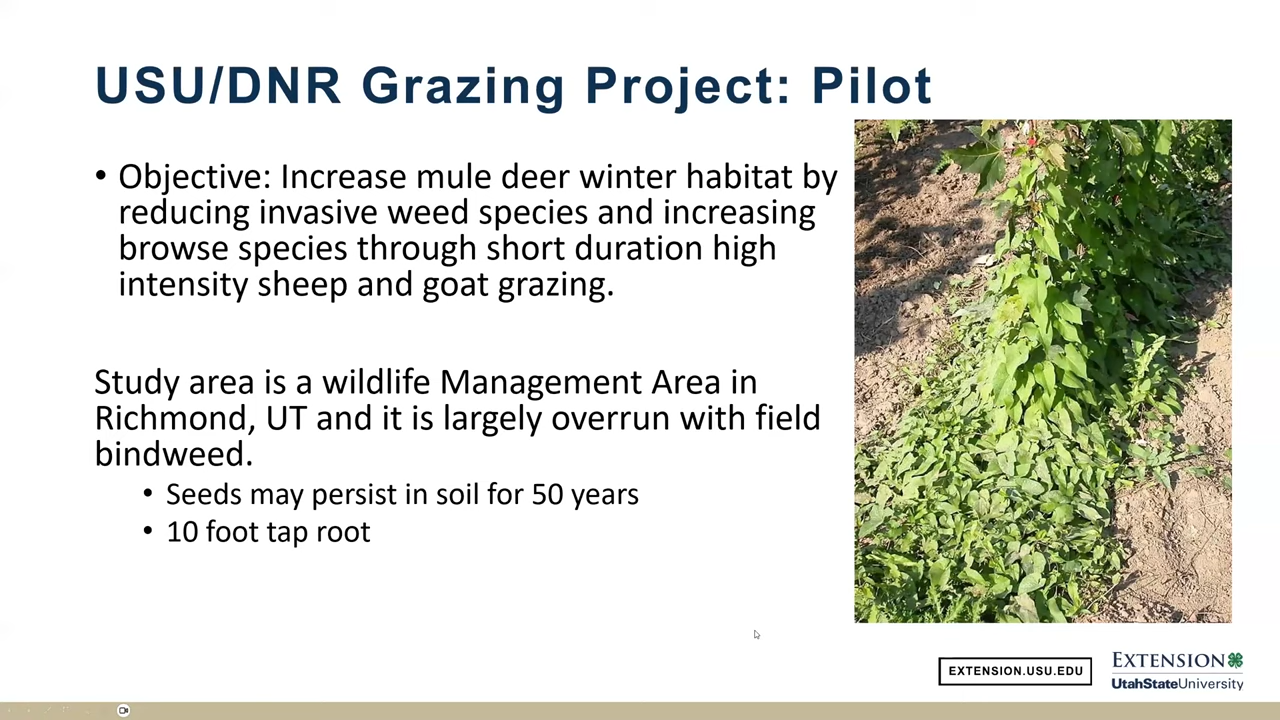 USU/DNR Grazing Project: Pilot
• Objective: Increase mule deer winter habitat by
reducing invasive weed species and increasing
browse species through short duration high
intensity sheep and goat grazing.
Study area is a wildlife Management Area in
Richmond, UT and it is largely overrun with field
bindweed.
• Seeds may persist in soil for 50 years
• 10 foot tap root
EXTENSION.USU.EDU
EXTENSION
UtahStateUniversity